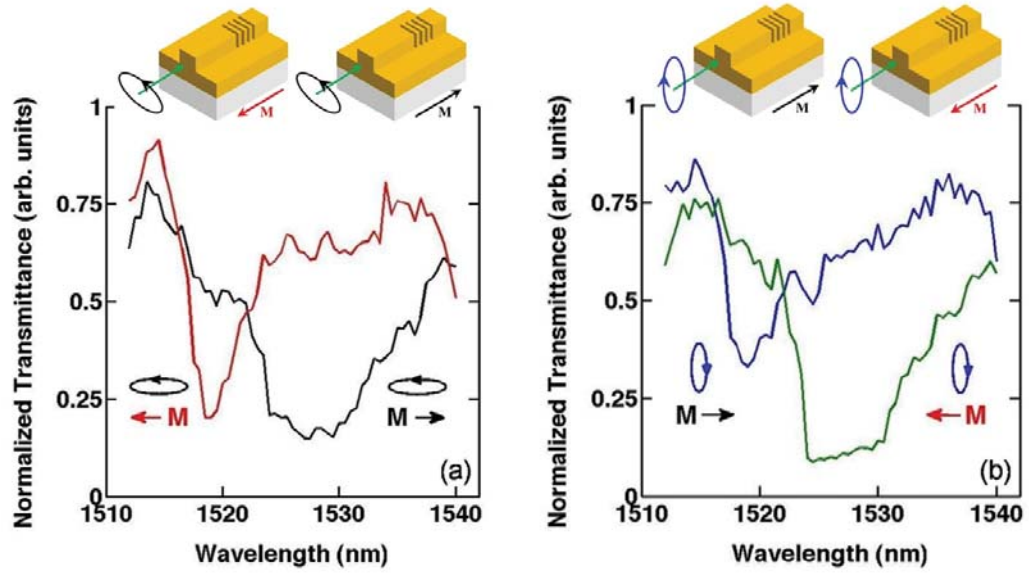 M
M
Normalized Transmittance (arb. units)
1
0.75
0.5
0.25
0
M
M
(a)
1510
1520
1530
1540
Wavelength (nm)
M
M
Normalized Transmittance (arb. units)
1
0.75
0.5
0.25
0
M
M
(b)
1510
1520
1530
1540
Wavelength (nm)